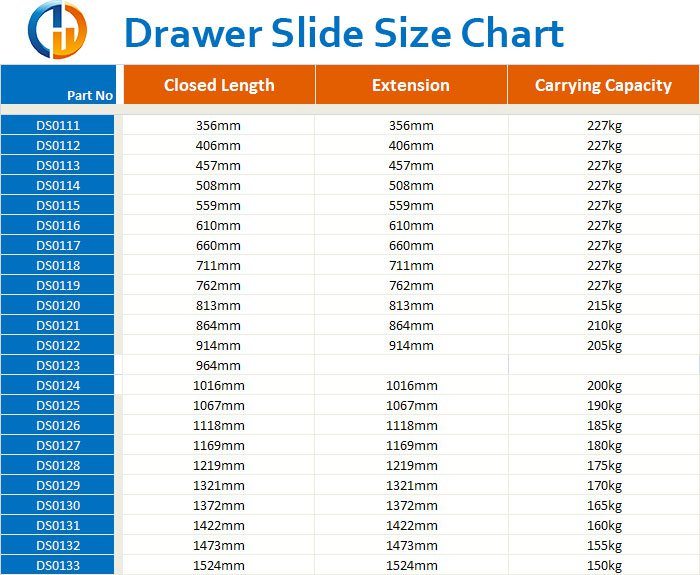 Drawer Slide Size Chart
Part No Closed Length Extension Carrying Capacity
DS0111 356mm 356mm 227kg
DS0112 406mm 406mm 227kg
DS0113 457mm 457mm 227kg
DS0114 508mm 508mm 227kg
DS0115 559mm 559mm 227kg
DS0116 610mm 610mm 227kg
DS0117 660mm 660mm 227kg
DS0118 711mm 711mm 227kg
DS0119 762mm 762mm 227kg
DS0120 813mm 813mm 215kg
DS0121 864mm 864mm 210kg
DS0122 914mm 914mm 205kg
DS0123 964mm
DS0124 1016mm 1016mm 200kg
DS0125 1067mm 1067mm 190kg
DS0126 1118mm 1118mm 185kg
DS0127 1169mm 1169mm 180kg
DS0128 1219mm 1219mm 175kg
DS0129 1321mm 1321mm 170kg
DS0130 1372mm 1372mm 165kg
DS0131 1422mm 1422mm 160kg
DS0132 1473mm 1473mm 155kg
DS0133 1524mm 1524mm 150kg